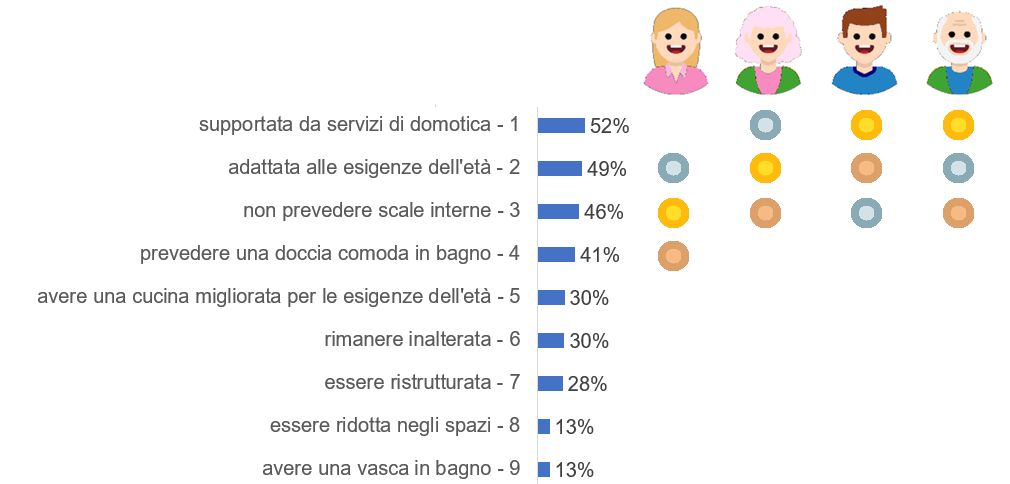 supportata da servizi di domotica - 1 52%
adattata alle esigenze dell'età - 2 49%
non prevedere scale interne - 3 46%
prevedere una doccia comoda in bagno - 4 41%
avere una cucina migliorata per le esigenze dell'età - 5 30%
rimanere inalterata - 6 30%
essere ristrutturata - 7 28%
essere ridotta negli spazi - 8 13%
avere una vasca in bagno - 9 13%